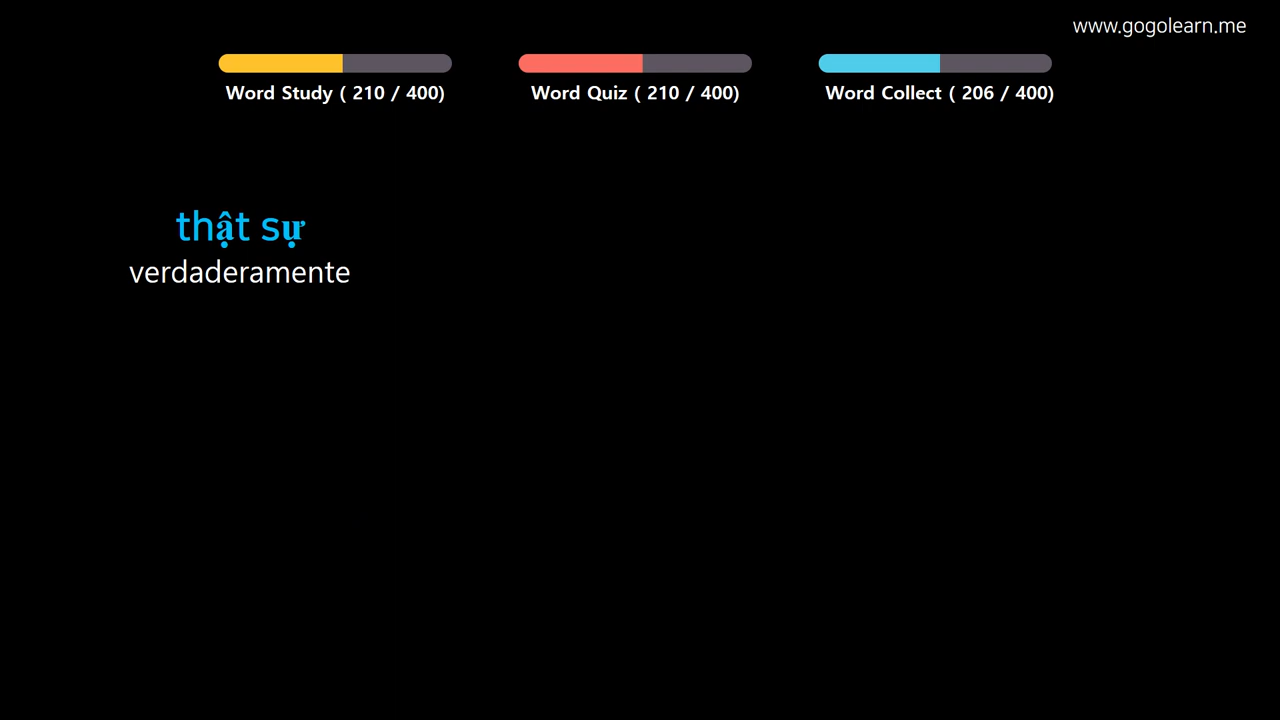 www.gogolearn.me
Word Study ( 210 / 400)
Word Quiz ( 210 / 400)
Word Collect ( 206 / 400)
thật sự
verdaderamente